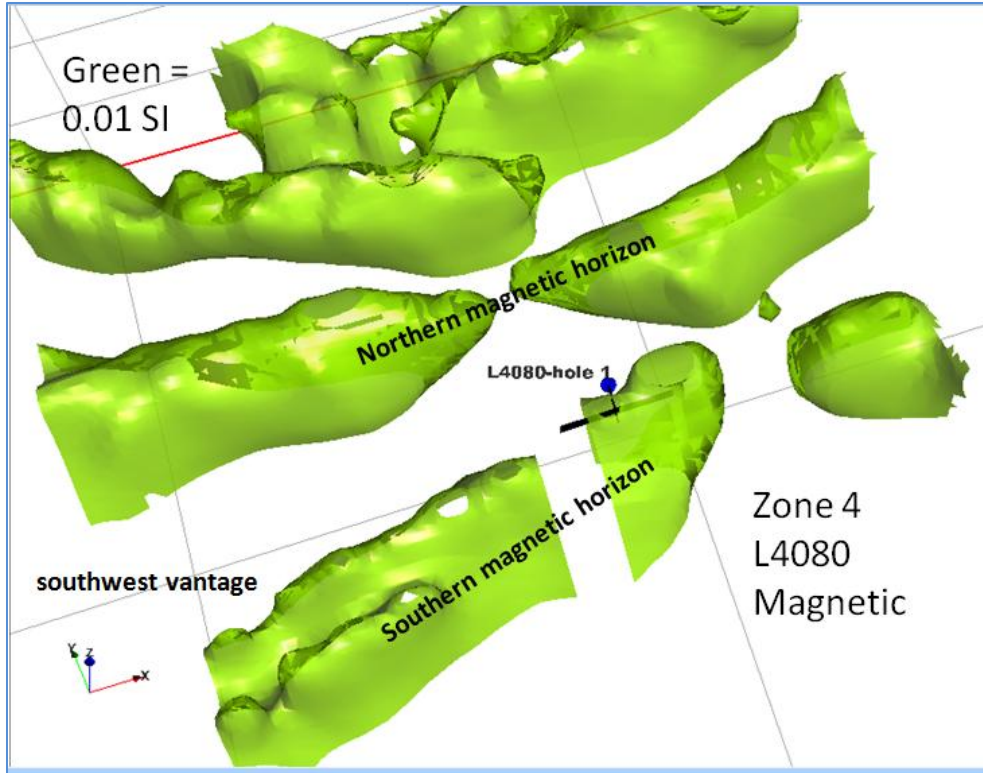 Green =
0.01 SI
Northern magnetic horizon
L4080-hole 1
Southern magnetic horizon
Zone 4
L4080
Magnetic
southwest vantage
Y
Z
X